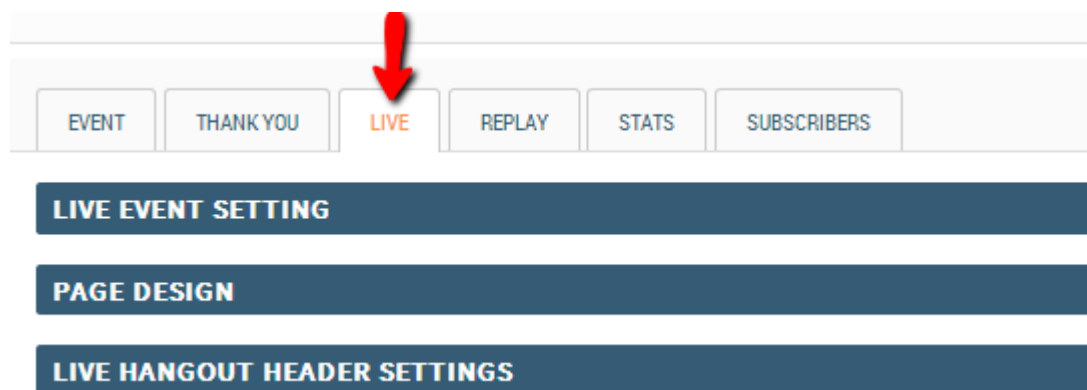 EVENT THANK YOU LIVE REPLAY STATS SUBSCRIBERS
LIVE EVENT SETTING
PAGE DESIGN
LIVE HANGOUT HEADER SETTINGS